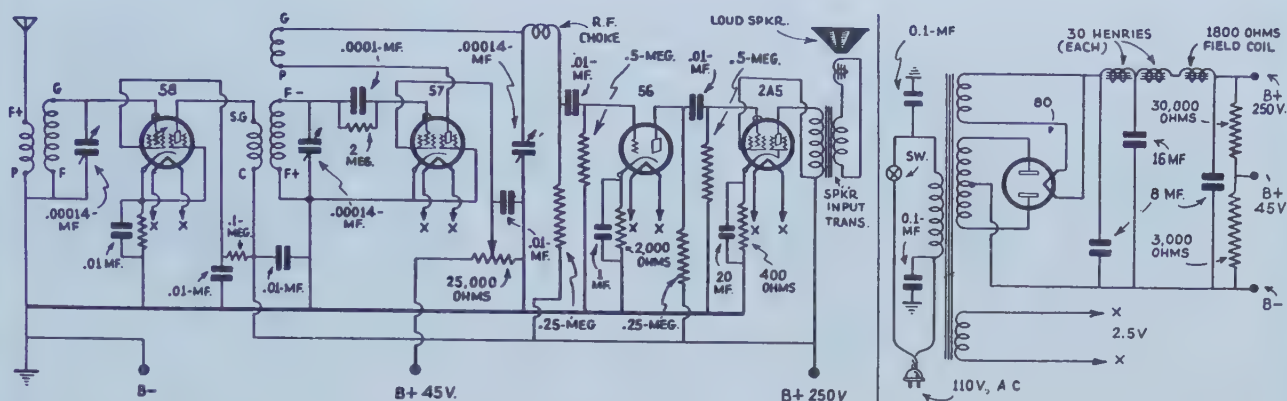 G
P
R.F.
CHOKE
LOUD SPKR.
.0001-MF.
.00014-
MF
.01-
MF.
.5-MEG.
.01-
MF.
.5-MEG.
58
57
56
2A5
F+
P
G
F
S.G
C
F-
F+
2
MEG.
.00014-
MF
.00014-
MF.
X
X
X
X
X
X
X
X
.01 MF.
.1-
MEG.
.01-MF.
.01-MF.
.01-
MF.
25,000
OHMS
1
MF.
2,000
OHMS
20
MF.
400
OHMS
SPKR
INPUT
TRANS.
.25-MEG
.25-MEG.
B-
B+ 45V.
B+ 250V
0.1-MF
30 HENRIES
(EACH)
1800 OHMS
FIELD COIL
B+
250V.
30,000
OHMS
80
16 MF
SW.
B+
45V
8 MF.
0.1-
MF
3,000
OHMS
B-
X
2.5V
X
110V, A C